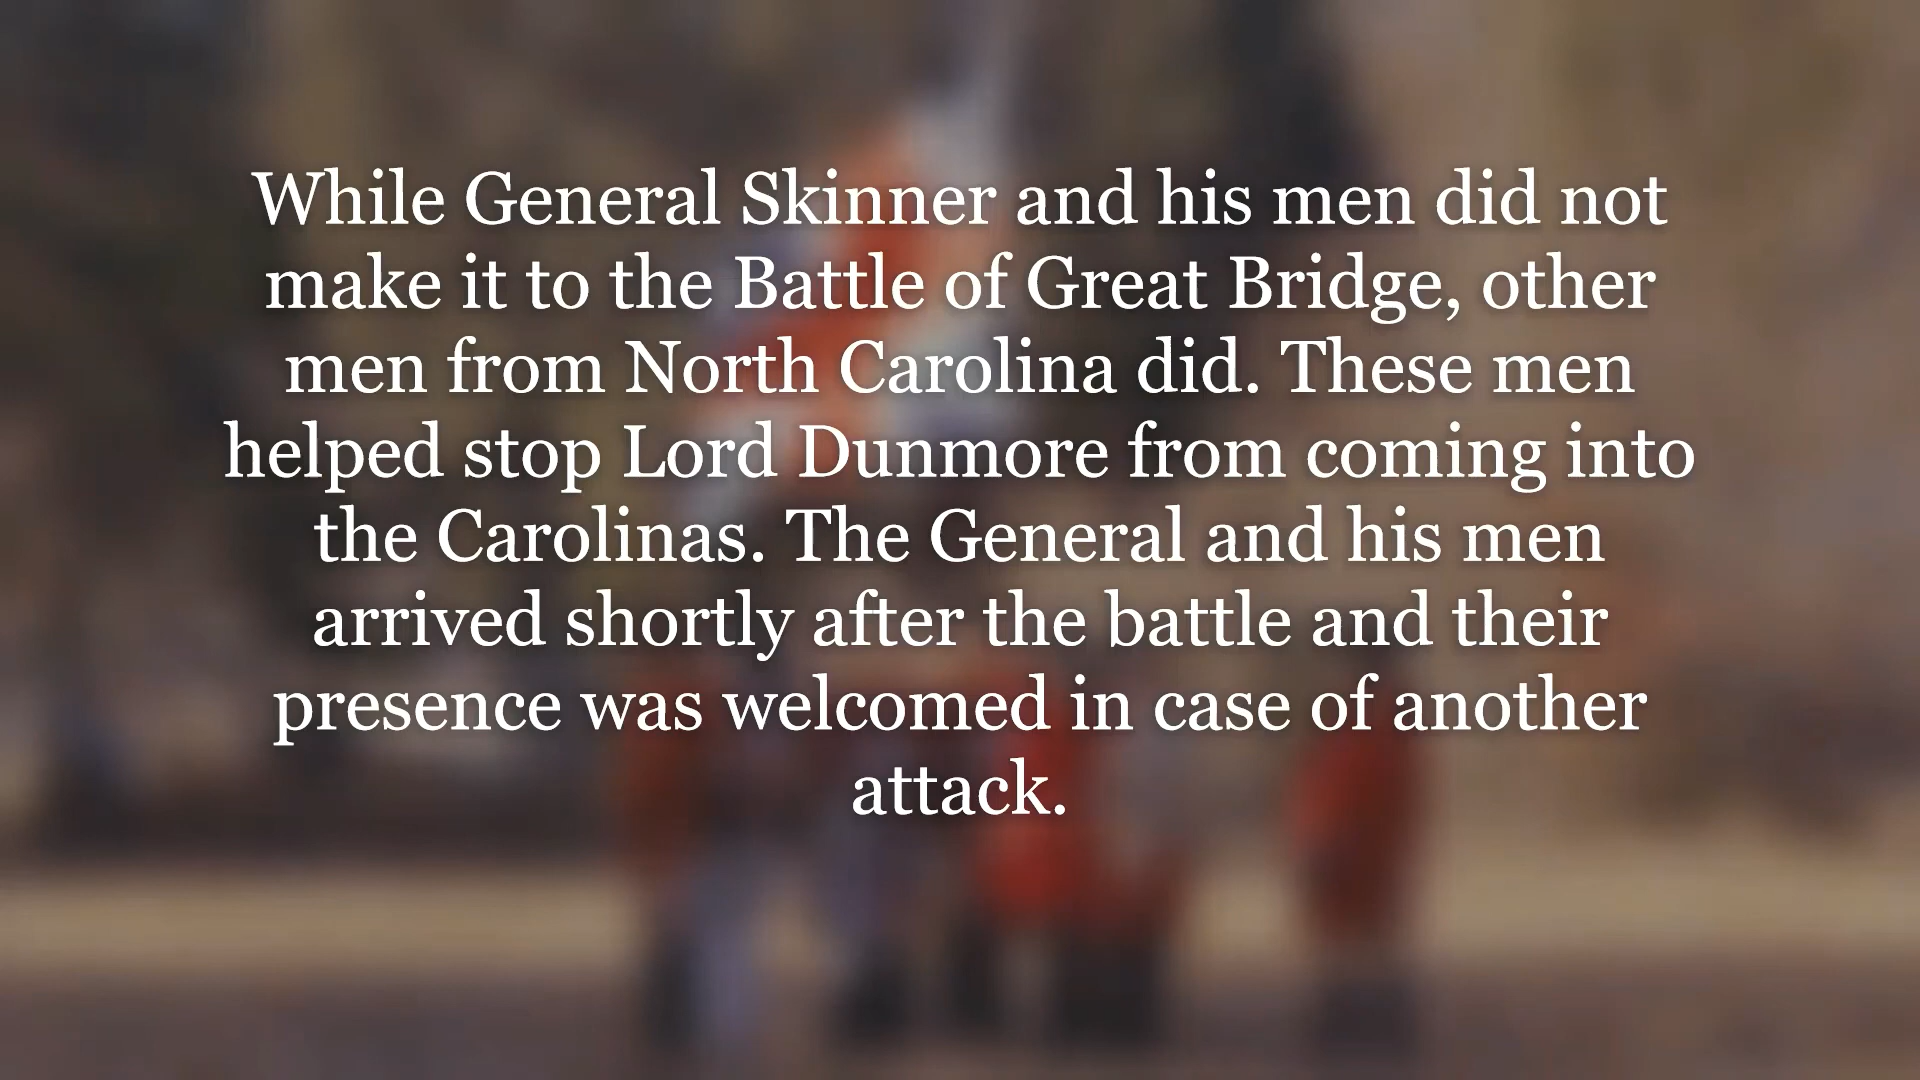 While General Skinner and his men did not
make it to the Battle of Great Bridge, other
men from North Carolina did. These men
helped stop Lord Dunmore from coming into
the Carolinas. The General and his men
arrived shortly after the battle and their
presence was welcomed in case of another
attack.